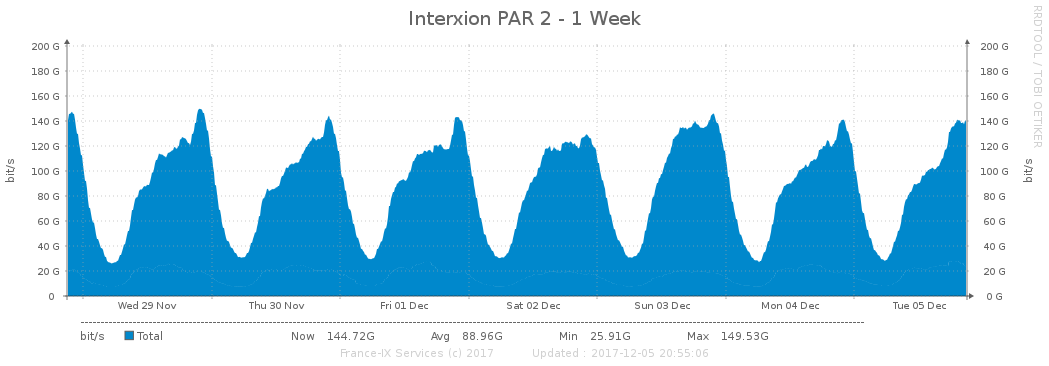 Interxion PAR 2 - 1 Week
RRDTOOL / TOBI OETIKER
200 G 200 G
180 G 180 G
160 G 160 G
140 G 140 G
120 G 120 G
100 G 100 G
80 G 80 G
60 G 60 G
40 G 40 G
20 G 20 G
0 0 G
bit/s
bit/s
Wed 29 Nov Thu 30 Nov Fri 01 Dec Sat 02 Dec Sun 03 Dec Mon 04 Dec Tue 05 Dec
bit/s Total Now 144.72G Avg 88.96G Min 25.91G Max 149.53G
France-IX Services (c) 2017 Updated : 2017-12-05 20:55:06